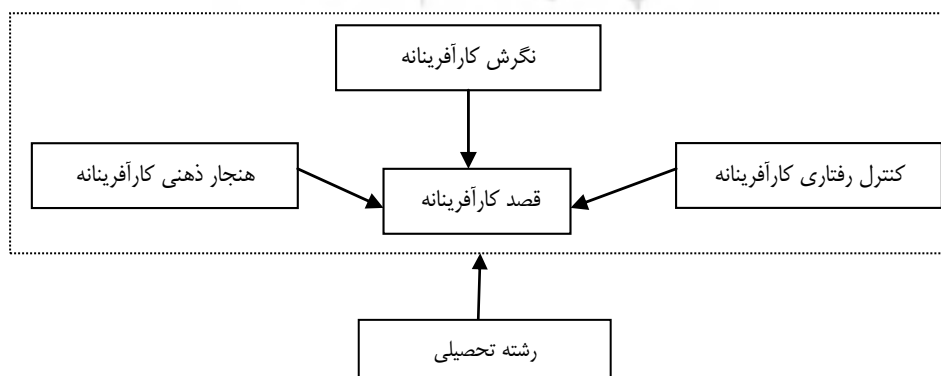 نگرش کارآفرینانه
کنترل رفتاری کارآفرینانه
هنجار ذهنی کارآفرینانه
قصد کارآفرینانه
رشته تحصیلی